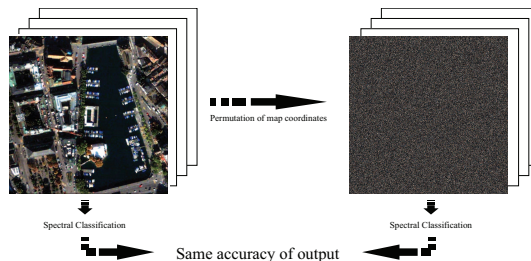 Permutation of map coordinates
Spectral Classification
Spectral Classification
Same accuracy of output